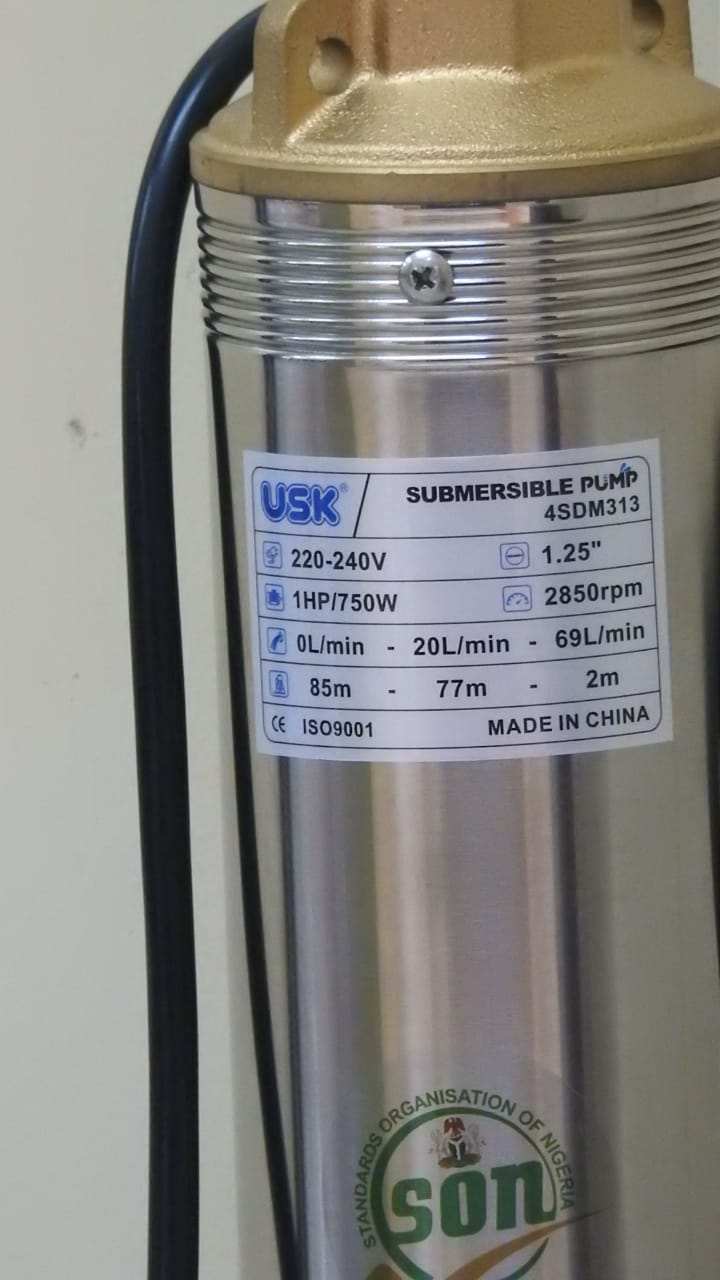 USK®
SUBMERSIBLE PUMP
4SDM313
220-240V 1.25"
1HP/750W 2850rpm
0L/min - 20L/min - 69L/min
85m - 77m - 2m
CE ISO9001 MADE IN CHINA
STANDARDS ORGANISATION OF NIGERIA
SON